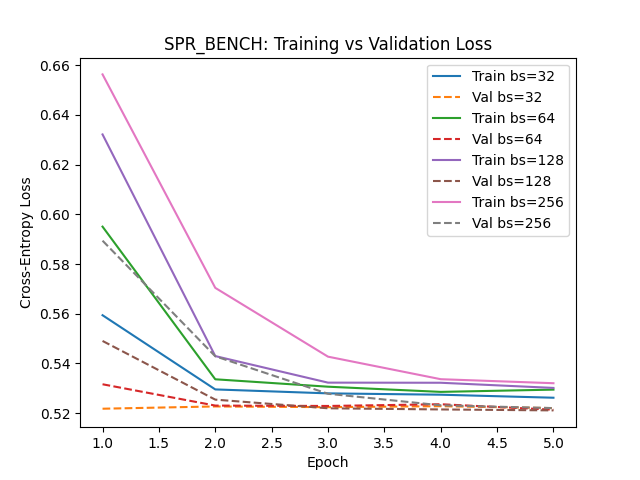 SPR_BENCH: Training vs Validation Loss
Cross-Entropy Loss
0.66
0.64
0.62
0.60
0.58
0.56
0.54
0.52
Train bs=32
Val bs=32
Train bs=64
Val bs=64
Train bs=128
Val bs=128
Train bs=256
Val bs=256
1.0 1.5 2.0 2.5 3.0 3.5 4.0 4.5 5.0
Epoch